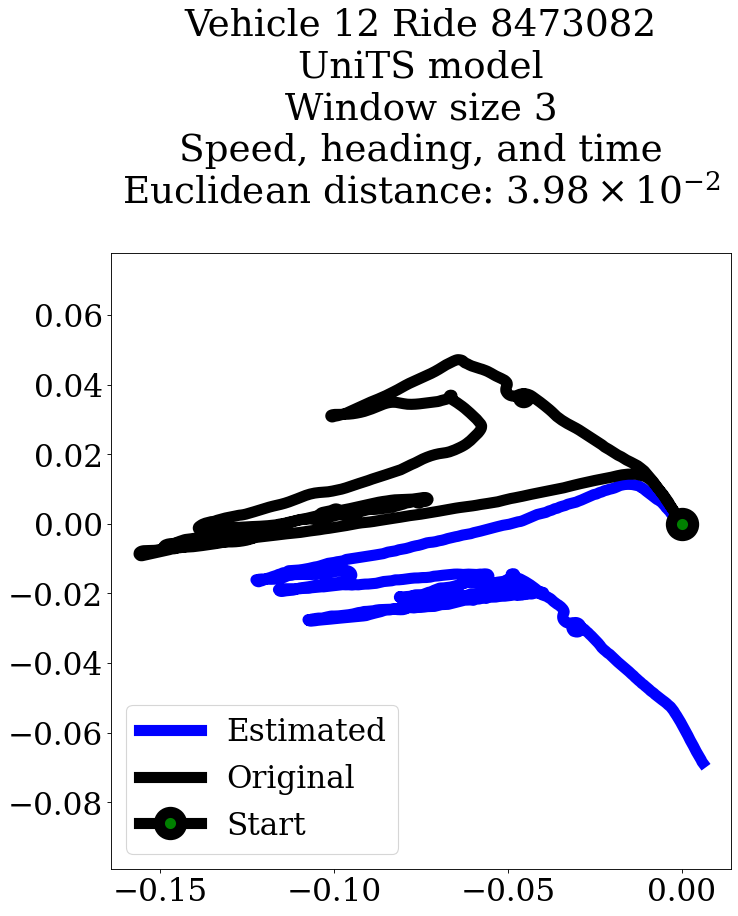 Vehicle 12 Ride 8473082
UniTS model
Window size 3
Speed, heading, and time
Euclidean distance: 3.98 × 10⁻²
0.06
0.04
0.02
0.00
−0.02
−0.04
−0.06
−0.08
Estimated
Original
Start
−0.15 −0.10 −0.05 0.00